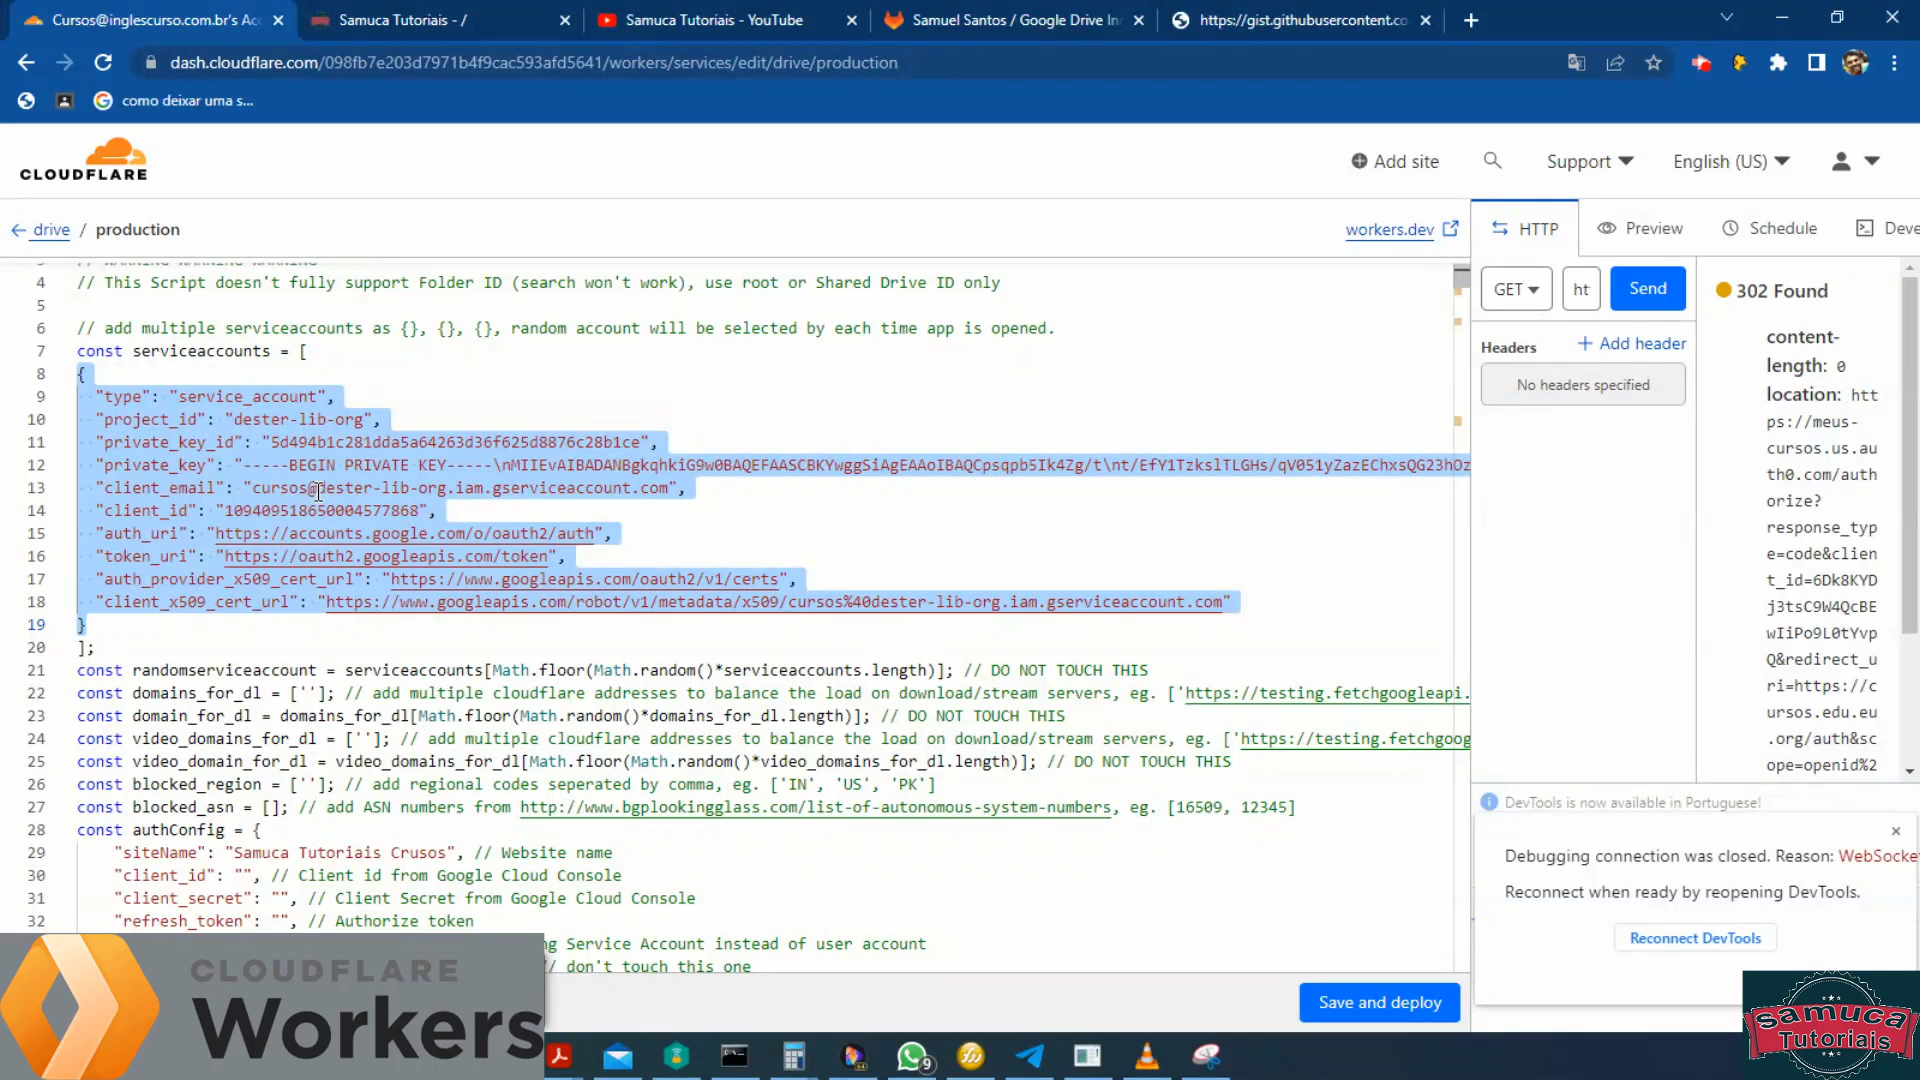 Cursos@inglescurso.com.br's Ac
Samuca Tutoriais - /
Samuca Tutoriais - YouTube
Samuel Santos / Google Drive In
https://gist.githubusercontent.co
dash.cloudflare.com/098fb7e203d7971b4f9cac593afd5641/workers/services/edit/drive/production
como deixar uma s...
CLOUDFLARE
Add site
Support
English (US)
drive / production
workers.dev
HTTP
Preview
Schedule
Deve
3 // WARNING WARNING WARNING
4 // This Script doesn't fully support Folder ID (search won't work), use root or Shared Drive ID only
5
6 // add multiple serviceaccounts as {}, {}, {}, random account will be selected by each time app is opened.
7 const serviceaccounts = [
8 {
9 "type": "service_account",
10 "project_id": "dester-lib-org",
11 "private_key_id": "5d494b1c281dda5a64263d36f625d8876c28b1ce",
12 "private_key": "-----BEGIN PRIVATE KEY-----\nMIIEvAIBADANBgkqhkiG9w0BAQEFAASCBKYwggSiAgEAAoIBAQCpsqpb5Ik4Zg/t\nt/EfY1TzkslTLGHs/qV051yZazEChxsQG23hOz
13 "client_email": "cursos@dester-lib-org.iam.gserviceaccount.com",
14 "client_id": "109409518650004577868",
15 "auth_uri": "https://accounts.google.com/o/oauth2/auth",
16 "token_uri": "https://oauth2.googleapis.com/token",
17 "auth_provider_x509_cert_url": "https://www.googleapis.com/oauth2/v1/certs",
18 "client_x509_cert_url": "https://www.googleapis.com/robot/v1/metadata/x509/cursos%40dester-lib-org.iam.gserviceaccount.com"
19 }
20 ];
21 const randomserviceaccount = serviceaccounts[Math.floor(Math.random()*serviceaccounts.length)]; // DO NOT TOUCH THIS
22 const domains_for_dl = ['']; // add multiple cloudflare addresses to balance the load on download/stream servers, eg. ['https://testing.fetchgoogleapi.
23 const domain_for_dl = domains_for_dl[Math.floor(Math.random()*domains_for_dl.length)]; // DO NOT TOUCH THIS
24 const video_domains_for_dl = ['']; // add multiple cloudflare addresses to balance the load on download/stream servers, eg. ['https://testing.fetchgoog
25 const video_domain_for_dl = video_domains_for_dl[Math.floor(Math.random()*video_domains_for_dl.length)]; // DO NOT TOUCH THIS
26 const blocked_region = ['']; // add regional codes seperated by comma, eg. ['IN', 'US', 'PK']
27 const blocked_asn = []; // add ASN numbers from http://www.bgplookingglass.com/list-of-autonomous-system-numbers, eg. [16509, 12345]
28 const authConfig = {
29 "siteName": "Samuca Tutoriais Crusos", // Website name
30 "client_id": "", // Client id from Google Cloud Console
31 "client_secret": "", // Client Secret from Google Cloud Console
32 "refresh_token": "", // Authorize token
ng Service Account instead of user account
// don't touch this one
GET
ht
Send
Headers
+ Add header
No headers specified
302 Found
content-
length: 0
location: htt
ps://meus-
cursos.us.au
th0.com/auth
orize?
response_typ
e=code&clien
t_id=6Dk8KYD
j3tsC9W4QcBE
wIiPo9L0tYvp
Q&redirect_u
ri=https://c
ursos.edu.eu
.org/auth&sc
ope=openid%2
DevTools is now available in Portuguese!
Debugging connection was closed. Reason: WebSocke
Reconnect when ready by reopening DevTools.
Reconnect DevTools
Save and deploy
CLOUDFLARE
Workers
9
samuca
Tutoriais